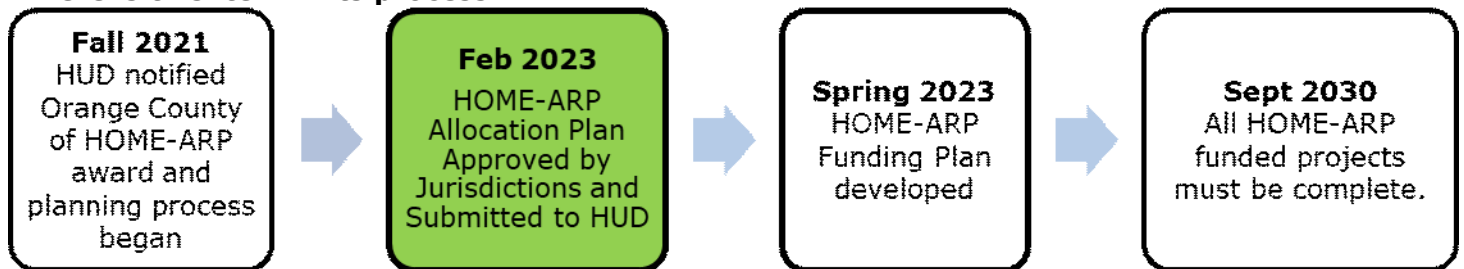 Fall 2021
HUD notified
Orange County
of HOME-ARP
award and
planning process
began
Feb 2023
HOME-ARP
Allocation Plan
Approved by
Jurisdictions and
Submitted to HUD
Spring 2023
HOME-ARP
Funding Plan
developed
Sept 2030
All HOME-ARP
funded projects
must be complete.